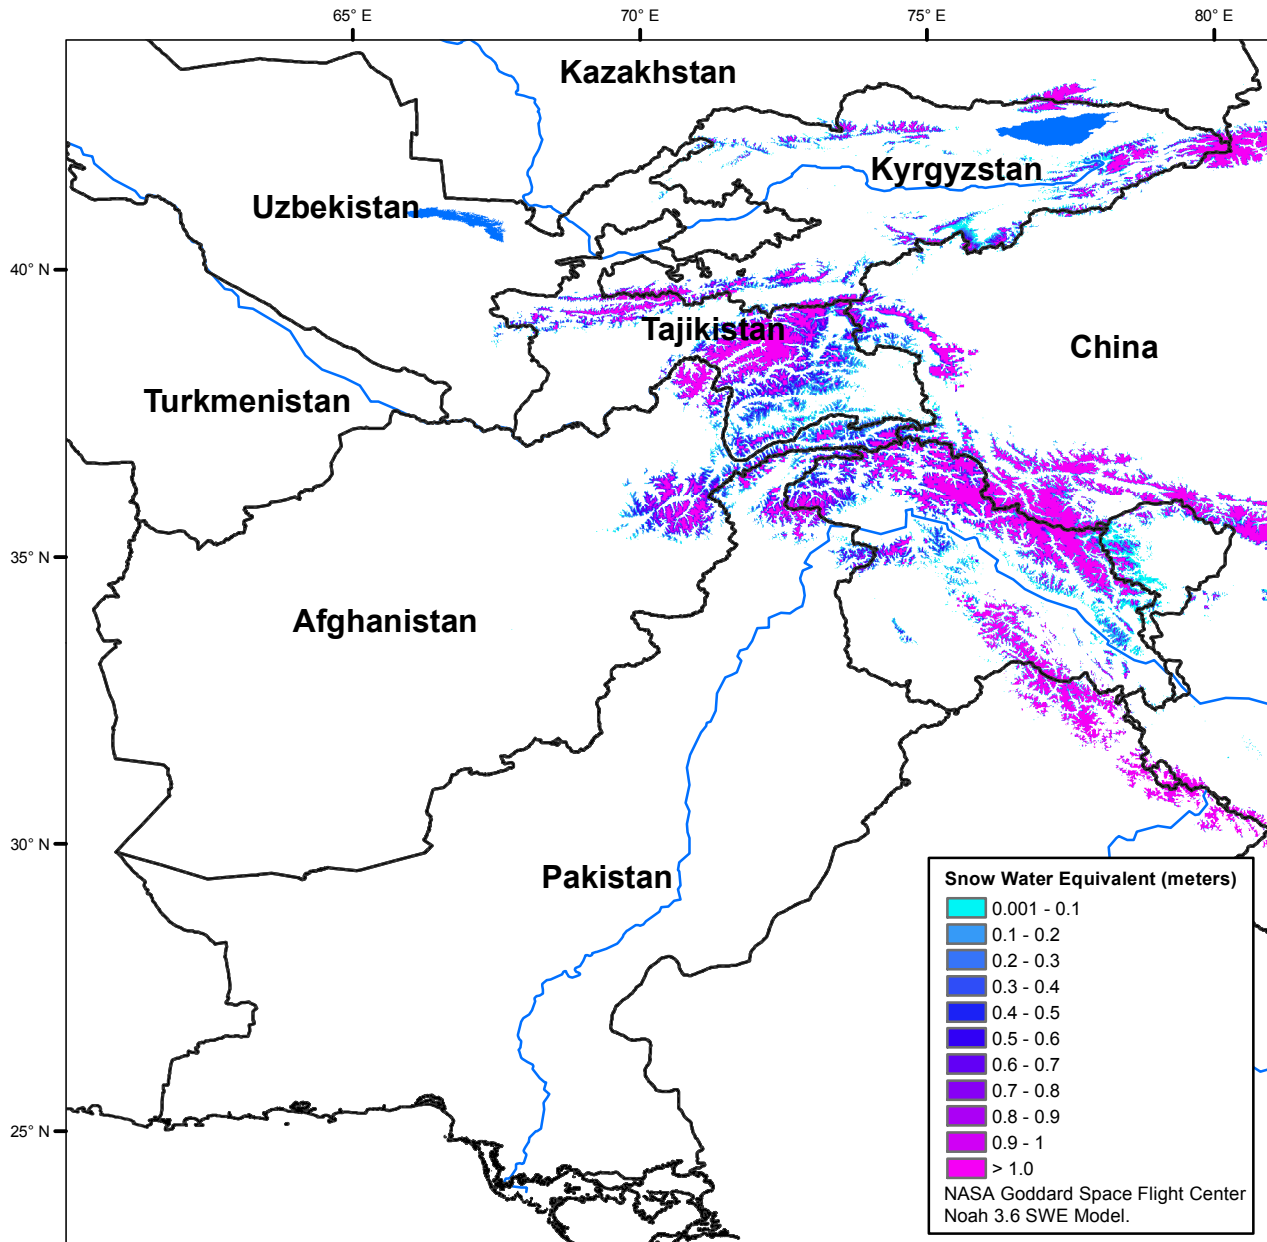 65° E
70° E
75° E
80° E
Kazakhstan
Kyrgyzstan
Uzbekistan
40° N
Tajikistan
China
Turkmenistan
35° N
Afghanistan
30° N
Pakistan
25° N
Snow Water Equivalent (meters)
0.001 - 0.1
0.1 - 0.2
0.2 - 0.3
0.3 - 0.4
0.4 - 0.5
0.5 - 0.6
0.6 - 0.7
0.7 - 0.8
0.8 - 0.9
0.9 - 1
> 1.0
NASA Goddard Space Flight Center
Noah 3.6 SWE Model.